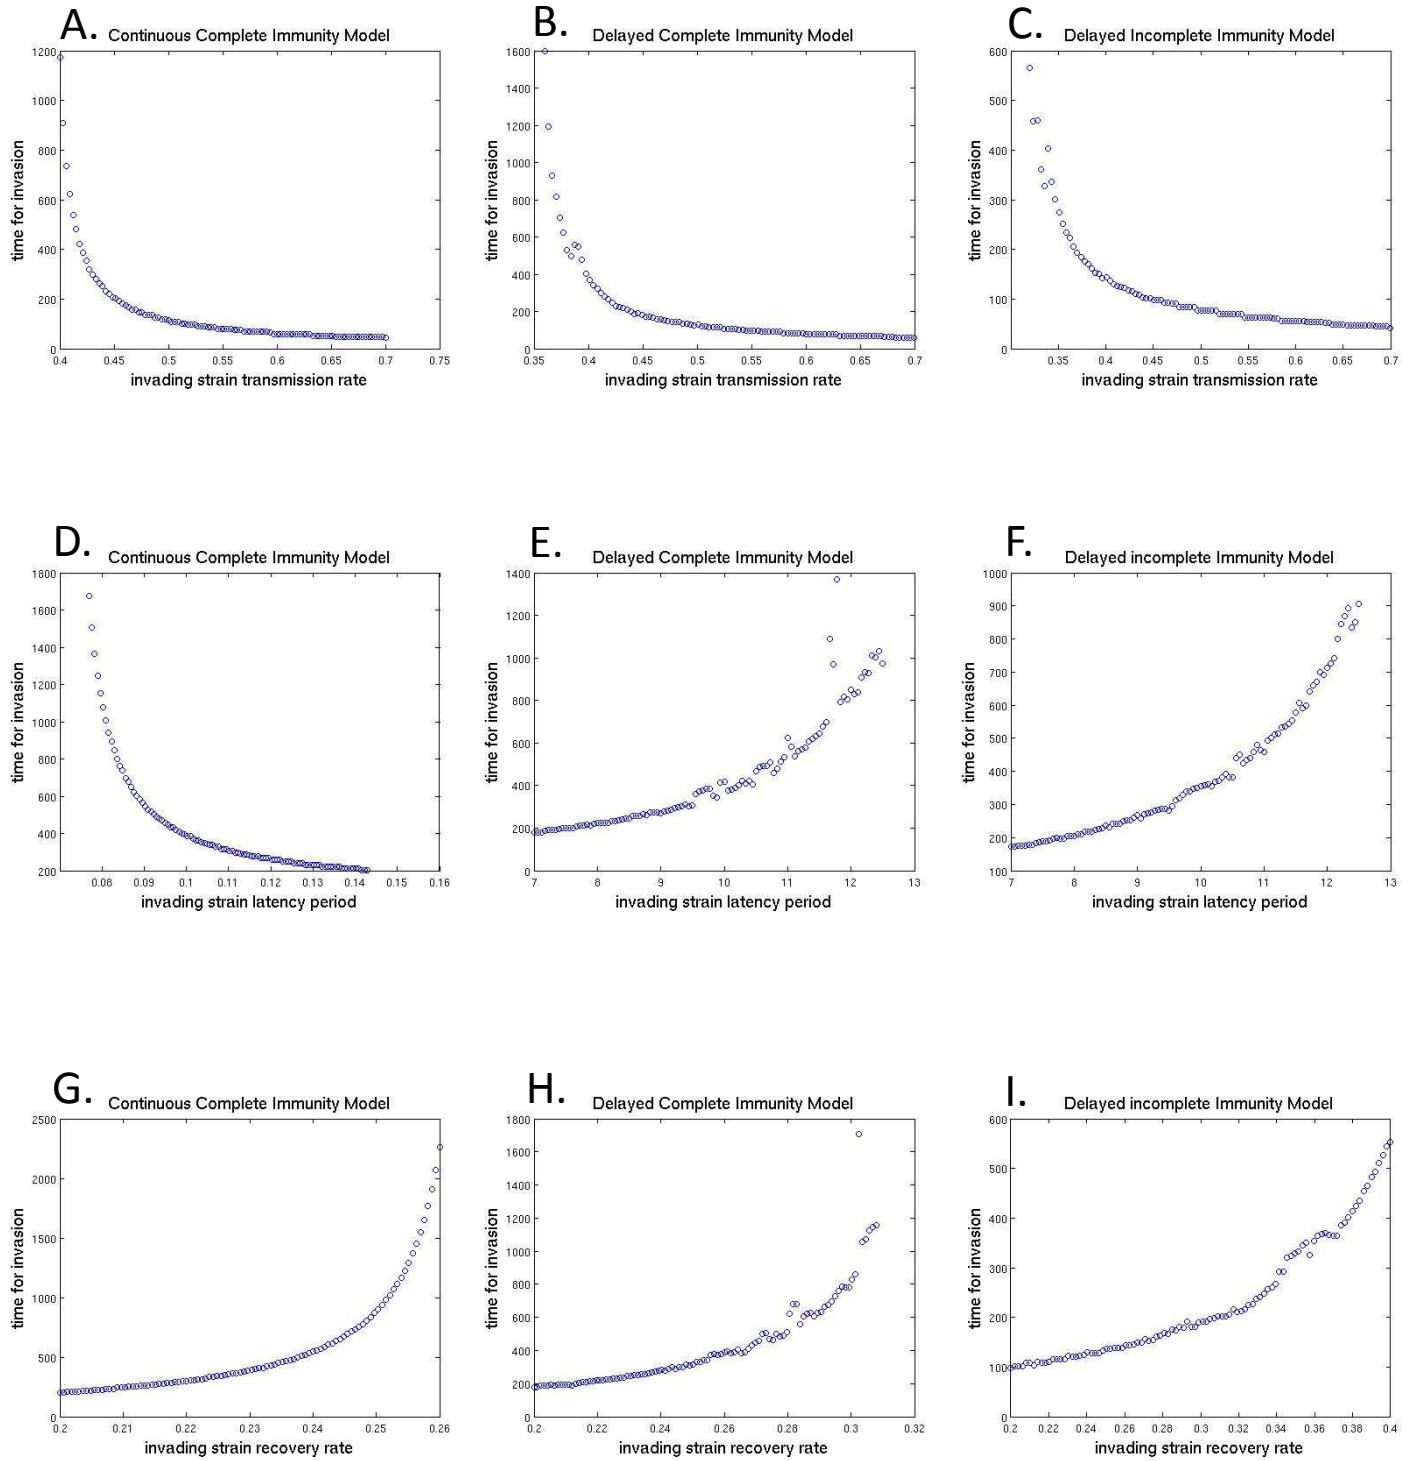 A. Continuous Complete Immunity Model
1200
1000
800
600
400
200
0
0.4 0.45 0.5 0.55 0.6 0.65 0.7 0.75
time for invasion
invading strain transmission rate
B. Delayed Complete Immunity Model
1600
1400
1200
1000
800
600
400
200
0
0.35 0.4 0.45 0.5 0.55 0.6 0.65 0.7
time for invasion
invading strain transmission rate
C. Delayed Incomplete Immunity Model
600
500
400
300
200
100
0
0.35 0.4 0.45 0.5 0.55 0.6 0.65 0.7
time for invasion
invading strain transmission rate
D. Continuous Complete Immunity Model
1800
1600
1400
1200
1000
800
600
400
200
0.08 0.09 0.1 0.11 0.12 0.13 0.14 0.15 0.16
time for invasion
invading strain latency period
E. Delayed Complete Immunity Model
1400
1200
1000
800
600
400
200
0
7 8 9 10 11 12 13
time for invasion
invading strain latency period
F. Delayed incomplete Immunity Model
1000
900
800
700
600
500
400
300
200
100
7 8 9 10 11 12 13
time for invasion
invading strain latency period
G. Continuous Complete Immunity Model
2500
2000
1500
1000
500
0
0.2 0.21 0.22 0.23 0.24 0.25 0.26
time for invasion
invading strain recovery rate
H. Delayed Complete Immunity Model
1800
1600
1400
1200
1000
800
600
400
200
0
0.2 0.22 0.24 0.26 0.28 0.3 0.32
time for invasion
invading strain recovery rate
I. Delayed incomplete Immunity Model
600
500
400
300
200
100
0
0.2 0.22 0.24 0.26 0.28 0.3 0.32 0.34 0.36 0.38 0.4
time for invasion
invading strain recovery rate